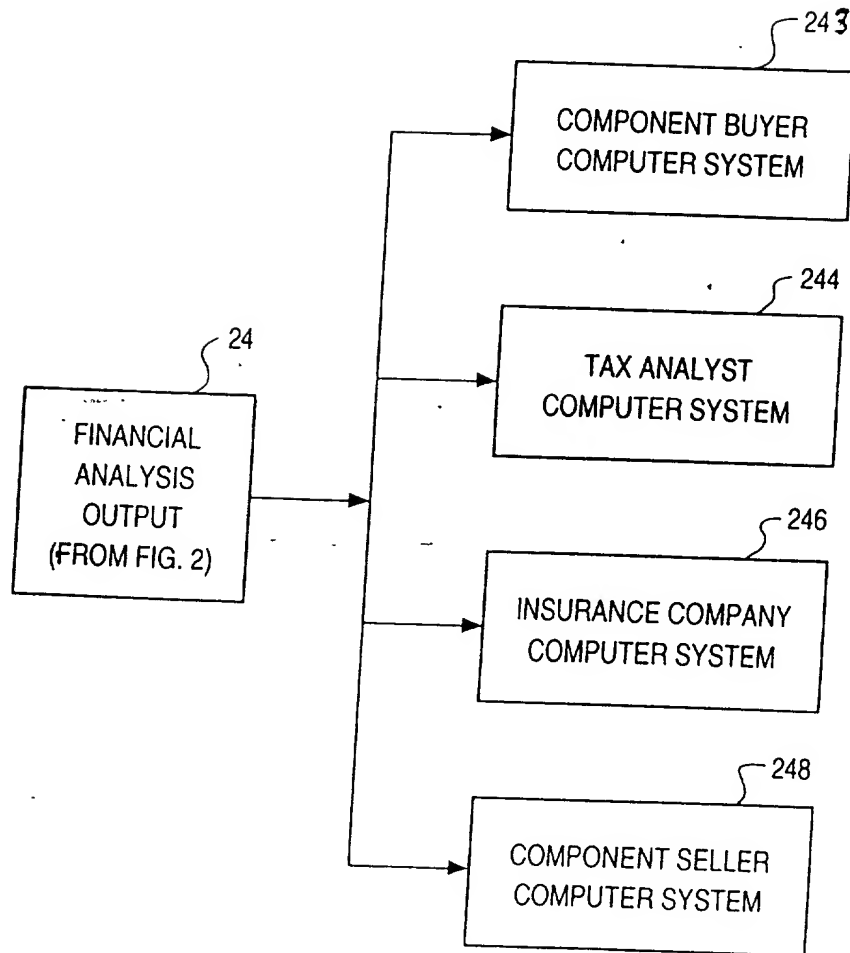 243
COMPONENT BUYER
COMPUTER SYSTEM
244
TAX ANALYST
COMPUTER SYSTEM
24
FINANCIAL
ANALYSIS
OUTPUT
(FROM FIG. 2)
246
INSURANCE COMPANY
COMPUTER SYSTEM
248
COMPONENT SELLER
COMPUTER SYSTEM